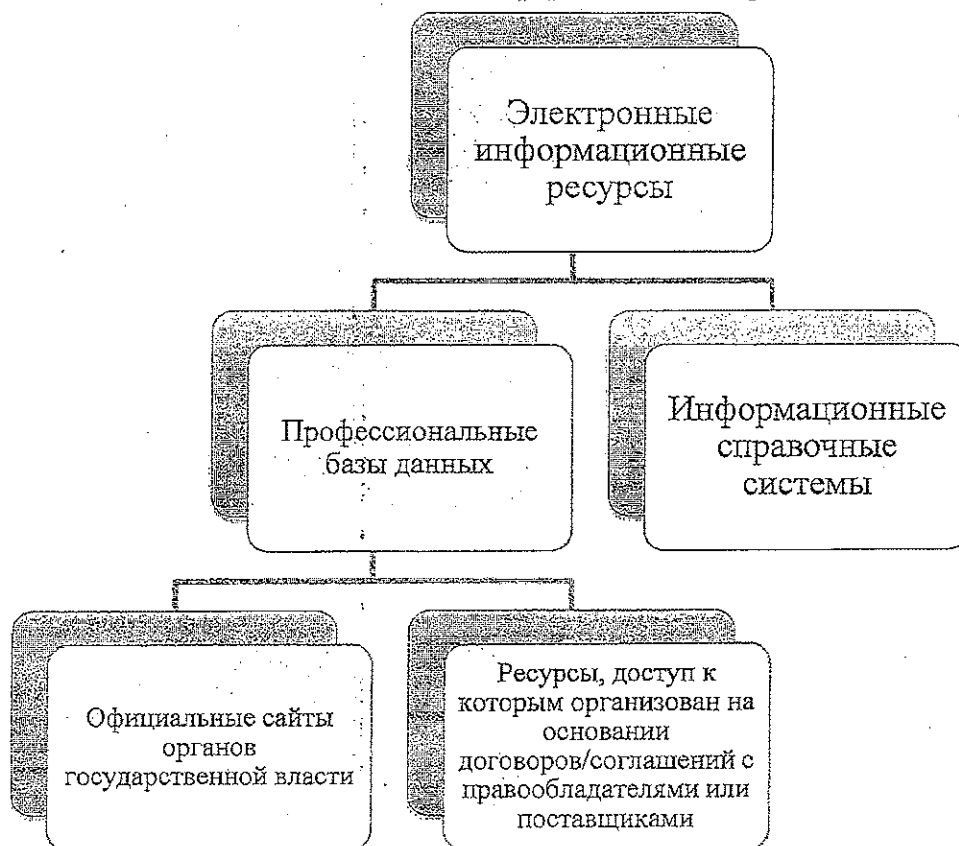 Электронные
информационные
ресурсы
Профессиональные
базы данных
Информационные
справочные
системы
Официальные сайты
органов
государственной власти
Ресурсы, доступ к
которым организован на
основании
договоров/соглашений с
правообладателями или
поставщиками